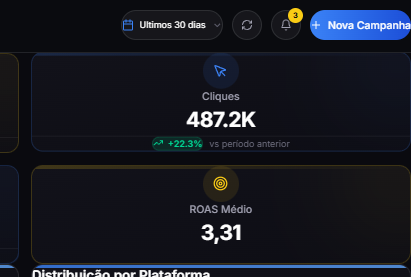 Ultimos 30 dias
3
+ Nova Campanha
Cliques
487.2K
+22.3% vs período anterior
ROAS Médio
3,31
Distribuição por Plataforma